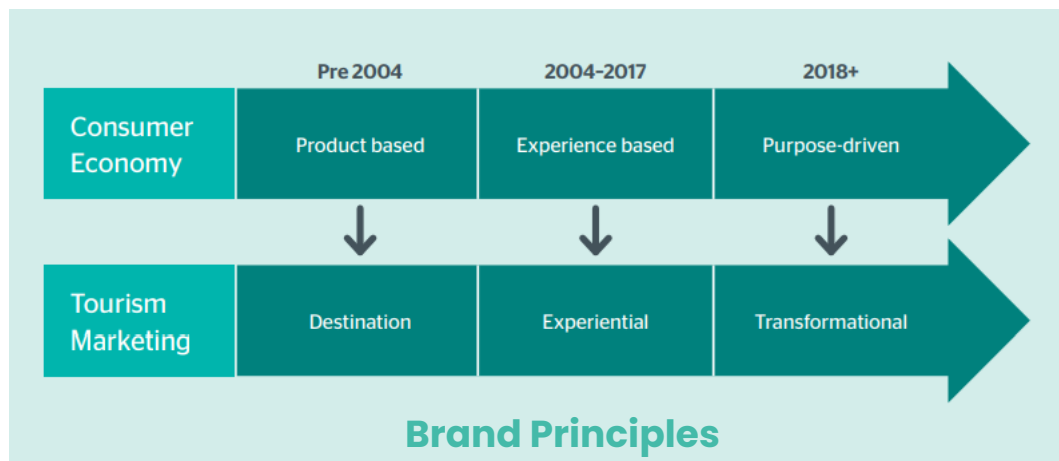 Pre 2004 2004-2017 2018+
Consumer
Economy
Product based Experience based Purpose-driven
Tourism
Marketing
Destination Experiential Transformational
Brand Principles